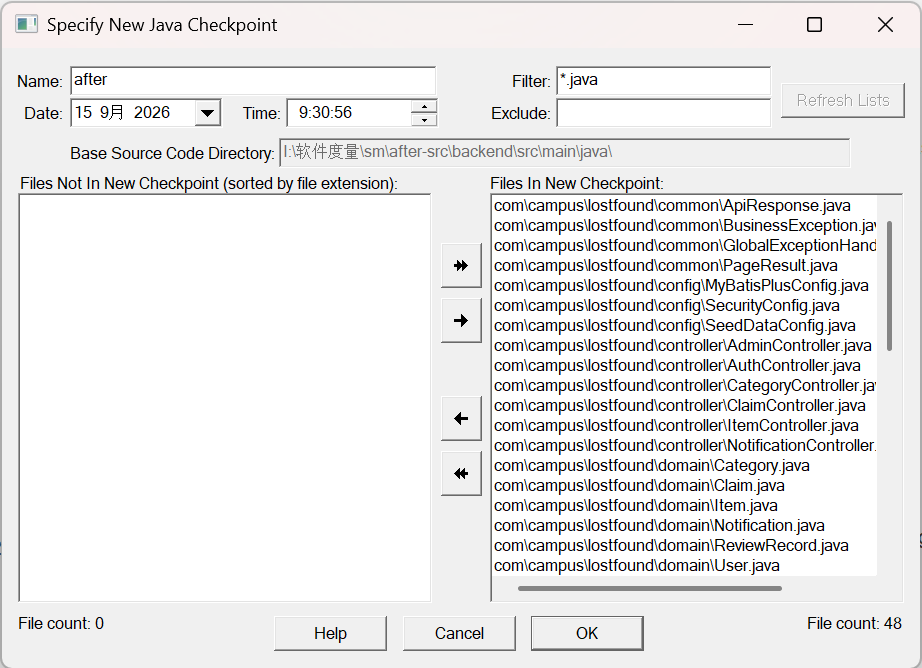 Specify New Java Checkpoint
Name: after
Filter: *.java
Refresh Lists
Date: 15 9月 2026
Time: 9:30:56
Exclude:
Base Source Code Directory: I:\软件度量\sm\after-src\backend\src\main\java\
Files Not In New Checkpoint (sorted by file extension):
Files In New Checkpoint:
com\campus\lostfound\common\ApiResponse.java
com\campus\lostfound\common\BusinessException.jav
com\campus\lostfound\common\GlobalExceptionHand
com\campus\lostfound\common\PageResult.java
com\campus\lostfound\config\MyBatisPlusConfig.java
com\campus\lostfound\config\SecurityConfig.java
com\campus\lostfound\config\SeedDataConfig.java
com\campus\lostfound\controller\AdminController.java
com\campus\lostfound\controller\AuthController.java
com\campus\lostfound\controller\CategoryController.jav
com\campus\lostfound\controller\ClaimController.java
com\campus\lostfound\controller\ItemController.java
com\campus\lostfound\controller\NotificationController.
com\campus\lostfound\domain\Category.java
com\campus\lostfound\domain\Claim.java
com\campus\lostfound\domain\Item.java
com\campus\lostfound\domain\Notification.java
com\campus\lostfound\domain\ReviewRecord.java
com\campus\lostfound\domain\User.java
File count: 0
Help
Cancel
OK
File count: 48